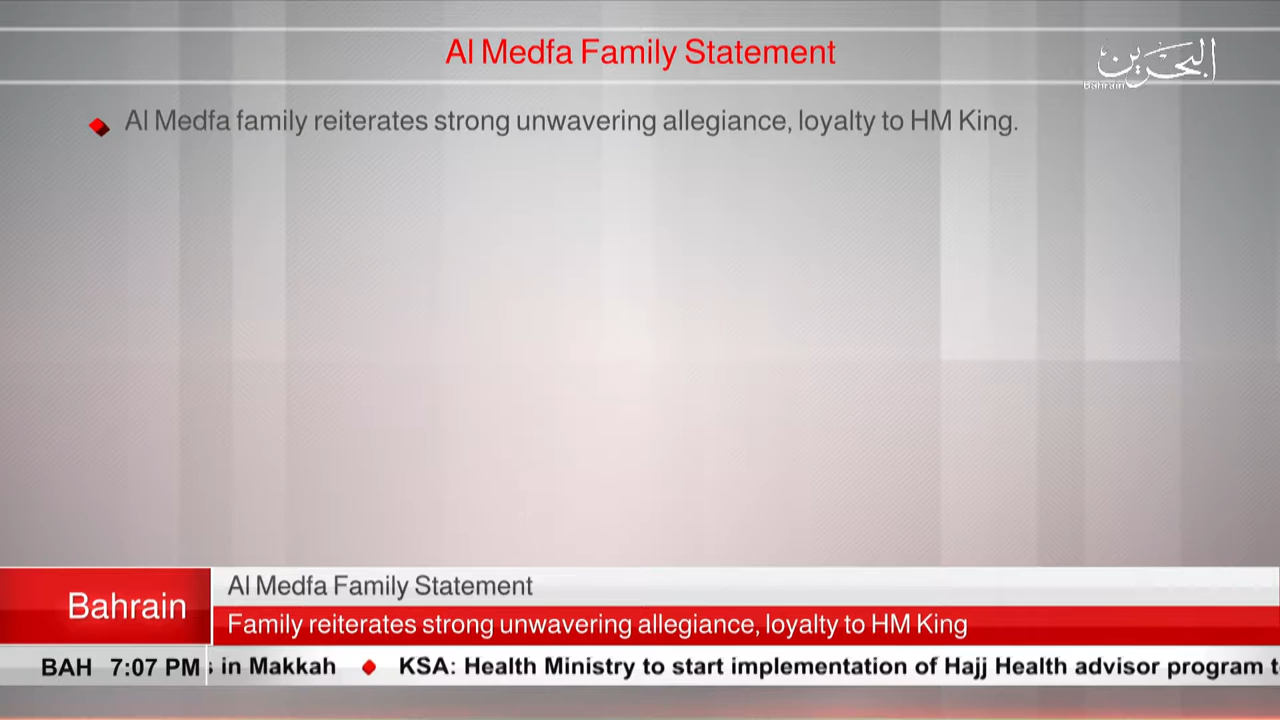 Al Medfa Family Statement
البحرين
Bahrain
Al Medfa family reiterates strong unwavering allegiance, loyalty to HM King.
Bahrain
Al Medfa Family Statement
Family reiterates strong unwavering allegiance, loyalty to HM King
BAH 7:07 PM in Makkah KSA: Health Ministry to start implementation of Hajj Health advisor program